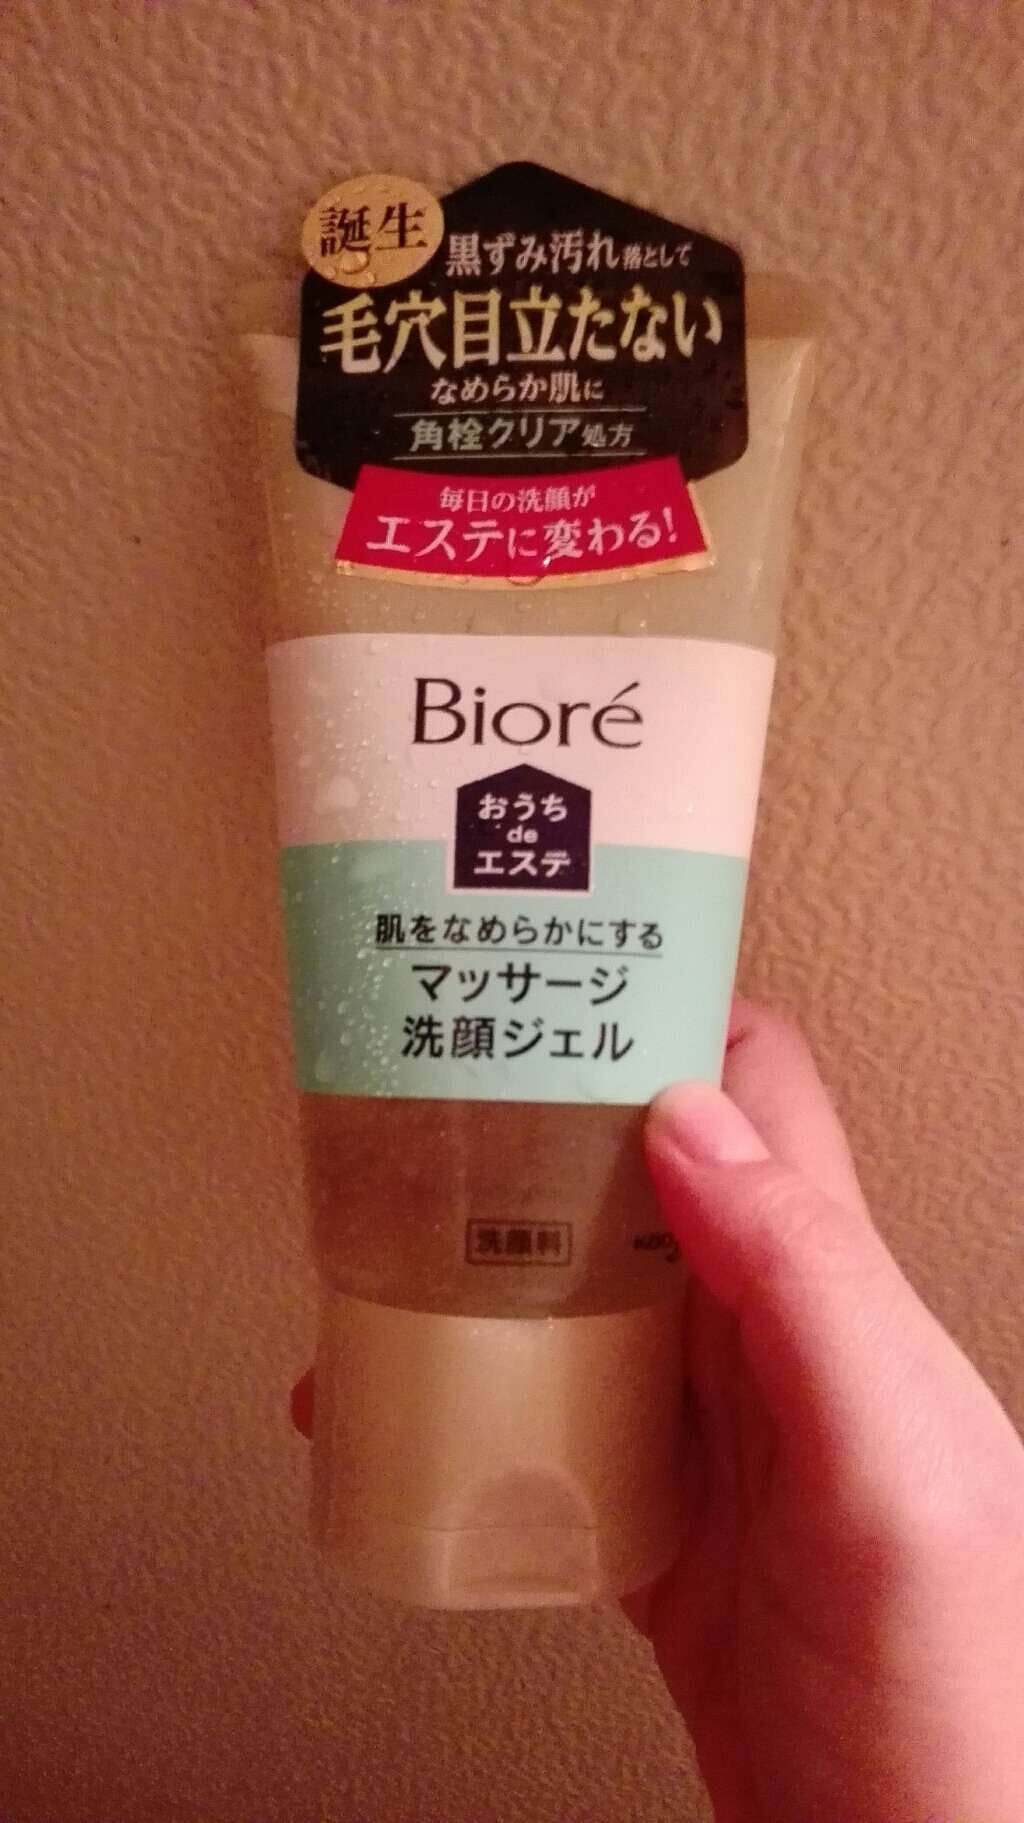 誕生
黒ずみ汚れ落として
毛穴目立たない
なめらか肌に
角栓クリア処方
毎日の洗顔が
エステに変わる!
Bioré
おうち
de
エステ
肌をなめらかにする
マッサージ
洗顔ジェル
洗顔料